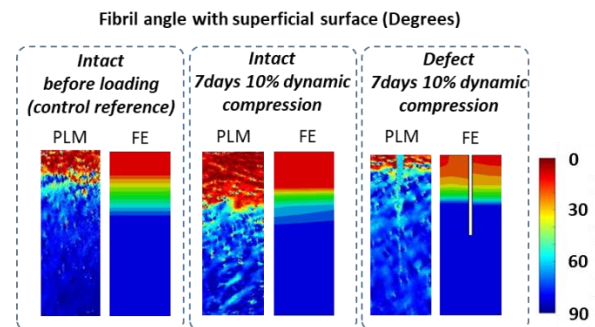 Fibril angle with superficial surface (Degrees)
Intact
before loading
(control reference)
PLM FE
Intact
7days 10% dynamic
compression
PLM FE
Defect
7days 10% dynamic
compression
PLM FE
0
30
60
90